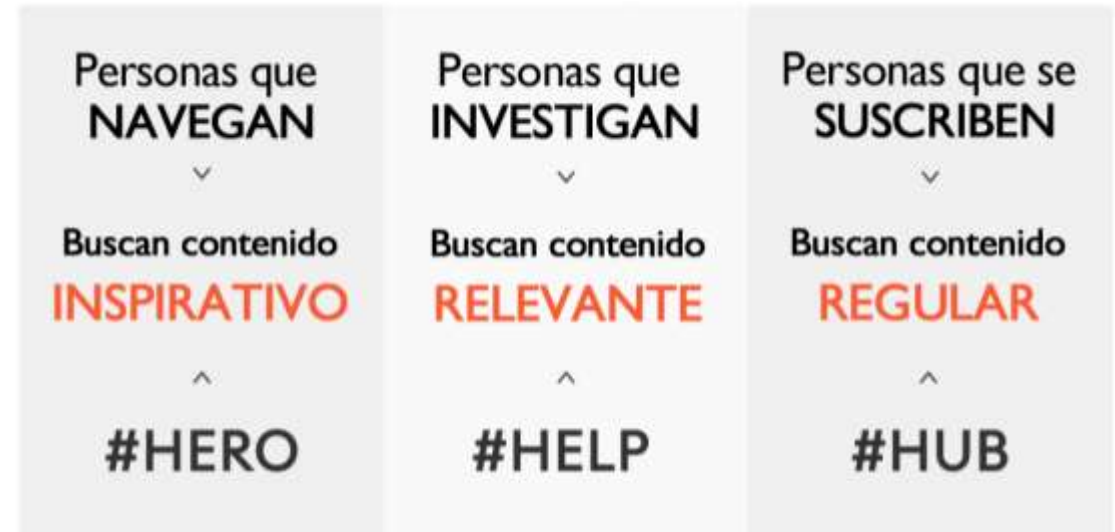 Personas que
NAVEGAN
Buscan contenido
INSPIRATIVO
#HERO
Personas que
INVESTIGAN
Buscan contenido
RELEVANTE
#HELP
Personas que se
SUSCRIBEN
Buscan contenido
REGULAR
#HUB